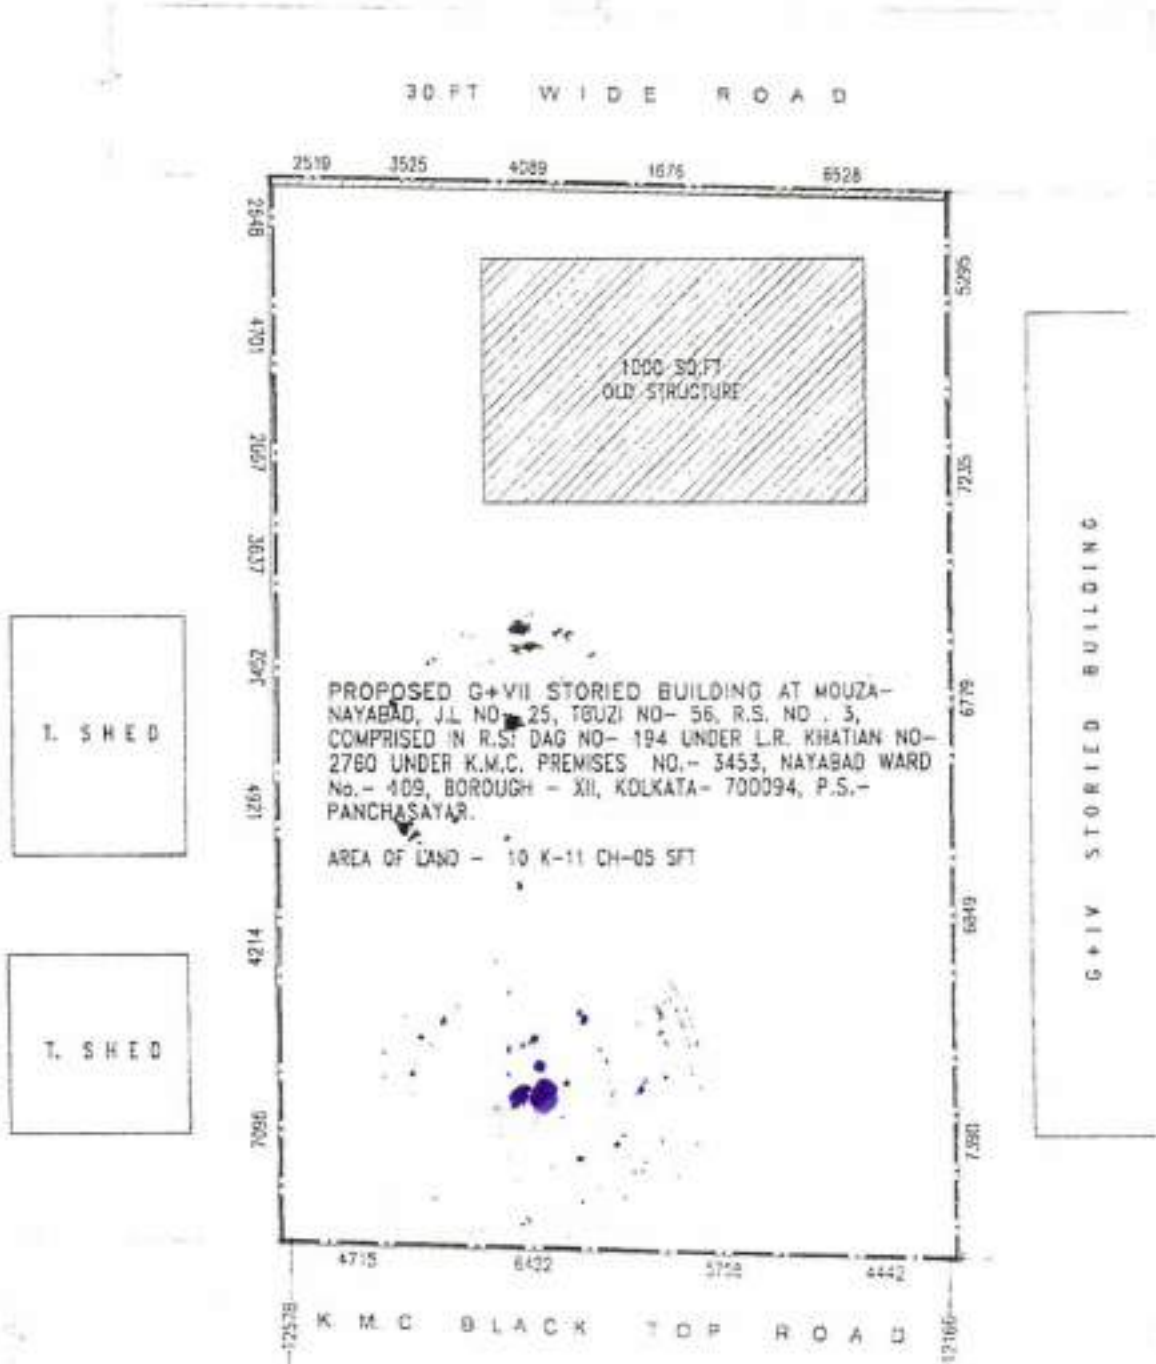 30 FT WIDE ROAD
2519 3525 4089 1676 6528
2648
4701
2067
3637
3452
4921
4214
7096
5295
7235
6779
6849
7390
1000 SQ.FT
OLD STRUCTURE
T. SHED
T. SHED
G+IV STORIED BUILDING
PROPOSED G+VII STORIED BUILDING AT MOUZA-
NAYABAD, J.L NO- 25, TOUZI NO- 56, R.S. NO . 3,
COMPRISED IN R.S. DAG NO- 194 UNDER L.R. KHATIAN NO-
2760 UNDER K.M.C. PREMISES NO.- 3453, NAYABAD WARD
No.- 109, BOROUGH - XII, KOLKATA- 700094, P.S.-
PANCHASAYAR.
AREA OF LAND - 10 K-11 CH-05 SFT
4715 6422 5758 4442
12578
12166
K M C BLACK TOP ROAD